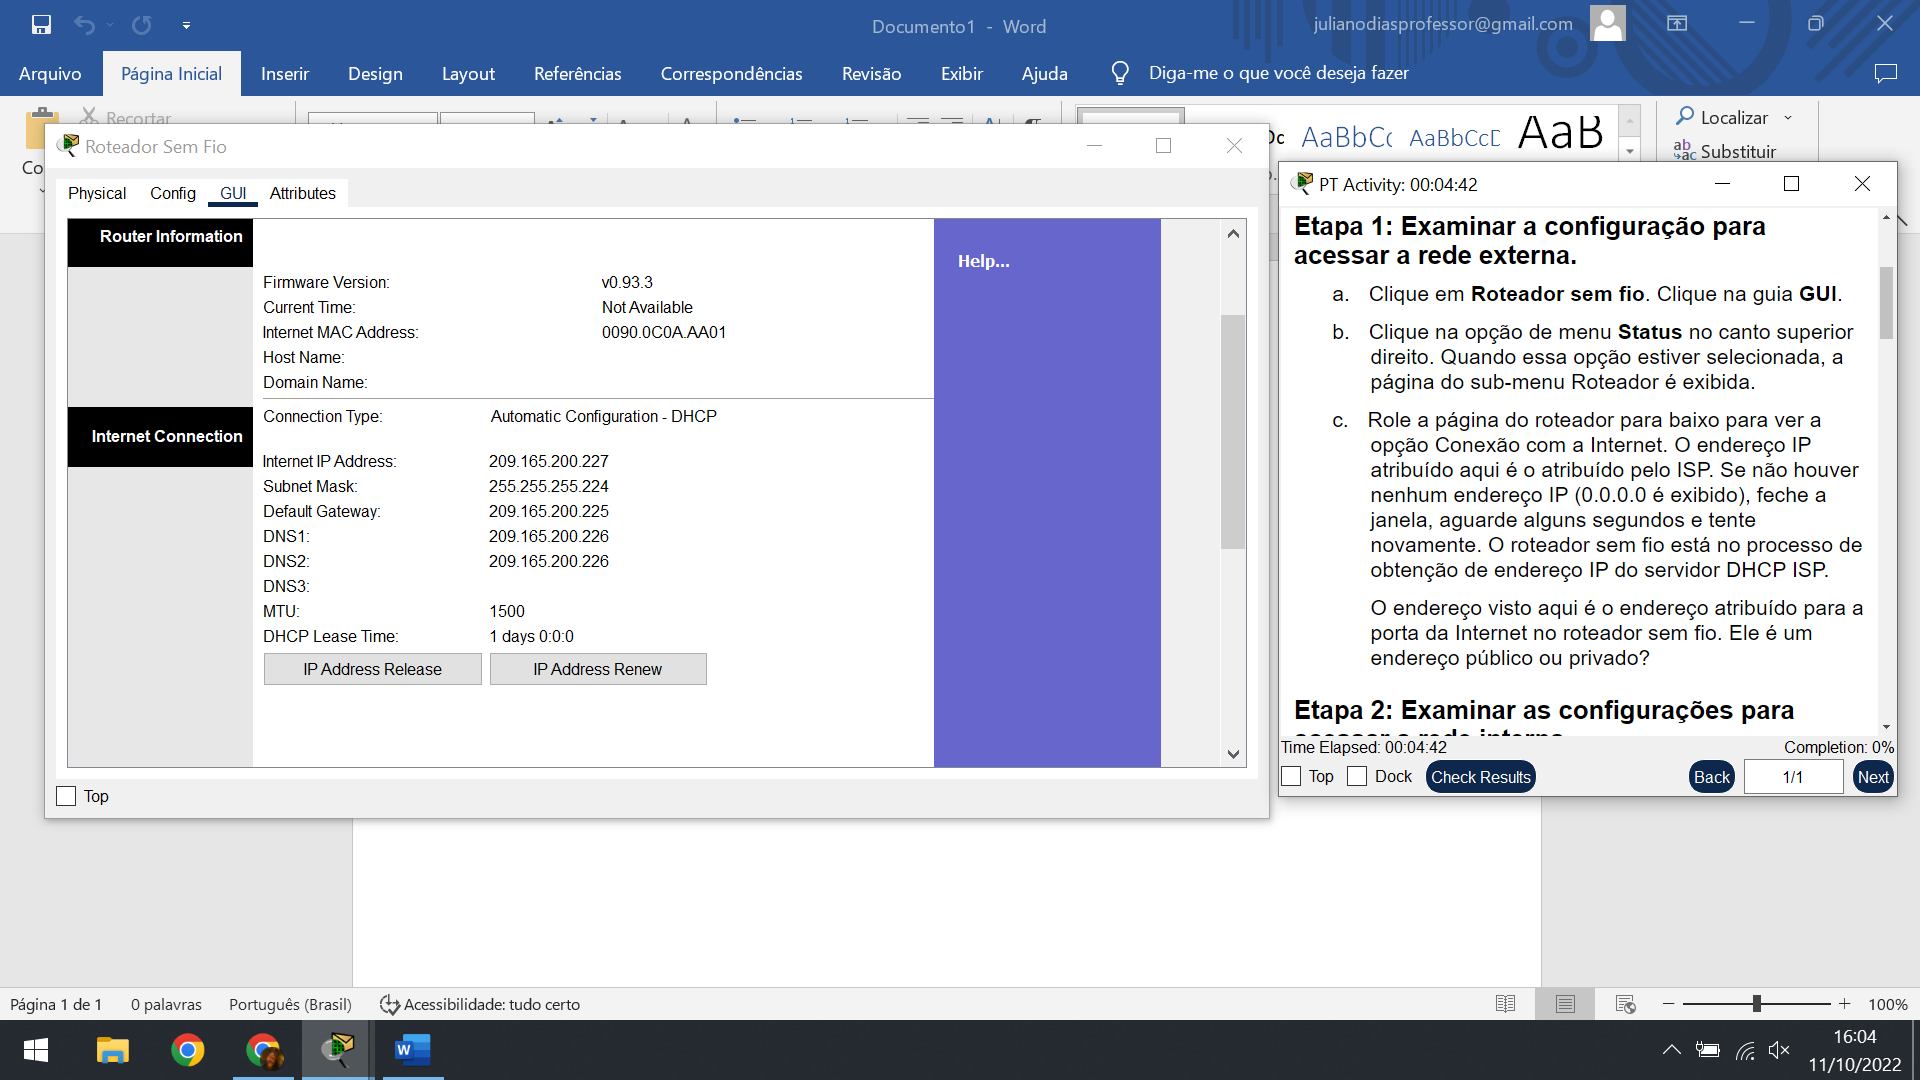 Documento1 - Word
julianodiasprofessor@gmail.com
Arquivo
Página Inicial
Inserir
Design
Layout
Referências
Correspondências
Revisão
Exibir
Ajuda
Diga-me o que você deseja fazer
Recortar
Co
AaBbCc
AaBbCcD
AaB
Localizar
Substituir
Roteador Sem Fio
Physical
Config
GUI
Attributes
Router Information
Help...
Firmware Version: v0.93.3
Current Time: Not Available
Internet MAC Address: 0090.0C0A.AA01
Host Name:
Domain Name:
Internet Connection
Connection Type: Automatic Configuration - DHCP
Internet IP Address: 209.165.200.227
Subnet Mask: 255.255.255.224
Default Gateway: 209.165.200.225
DNS1: 209.165.200.226
DNS2: 209.165.200.226
DNS3:
MTU: 1500
DHCP Lease Time: 1 days 0:0:0
IP Address Release
IP Address Renew
Top
PT Activity: 00:04:42
Etapa 1: Examinar a configuração para
acessar a rede externa.
a. Clique em Roteador sem fio. Clique na guia GUI.
b. Clique na opção de menu Status no canto superior
direito. Quando essa opção estiver selecionada, a
página do sub-menu Roteador é exibida.
c. Role a página do roteador para baixo para ver a
opção Conexão com a Internet. O endereço IP
atribuído aqui é o atribuído pelo ISP. Se não houver
nenhum endereço IP (0.0.0.0 é exibido), feche a
janela, aguarde alguns segundos e tente
novamente. O roteador sem fio está no processo de
obtenção de endereço IP do servidor DHCP ISP.
O endereço visto aqui é o endereço atribuído para a
porta da Internet no roteador sem fio. Ele é um
endereço público ou privado?
Etapa 2: Examinar as configurações para
acessar a rede interna
Time Elapsed: 00:04:42
Completion: 0%
Top
Dock
Check Results
Back
1/1
Next
Página 1 de 1
0 palavras
Português (Brasil)
Acessibilidade: tudo certo
100%
16:04
11/10/2022